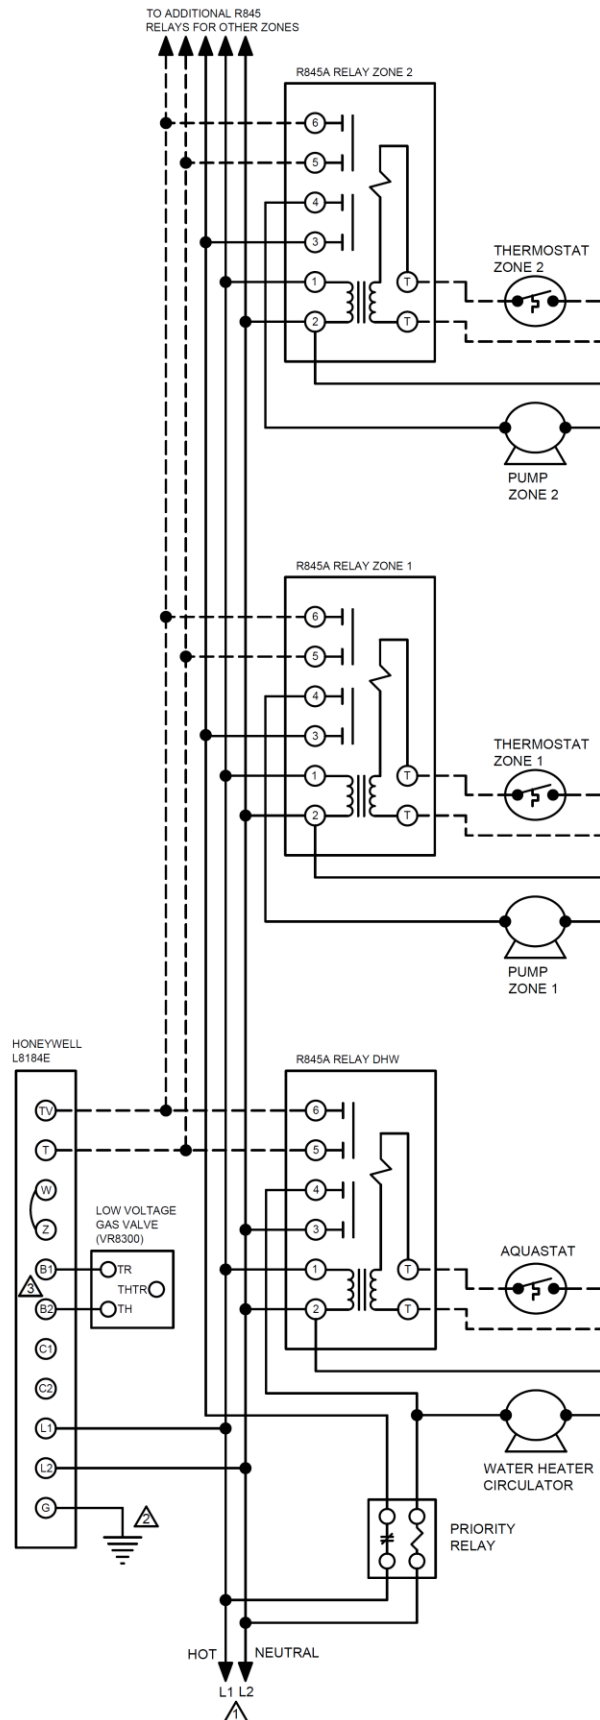 TO ADDITIONAL R845
RELAYS FOR OTHER ZONES
R845A RELAY ZONE 2
6
5
4
3
1
T
2
T
THERMOSTAT
ZONE 2
PUMP
ZONE 2
R845A RELAY ZONE 1
6
5
4
3
1
T
2
T
THERMOSTAT
ZONE 1
PUMP
ZONE 1
HONEYWELL
L8184E
TV
T
W
Z
B1
3
B2
C1
C2
L1
L2
G
2
LOW VOLTAGE
GAS VALVE
(VR8300)
TR
THTR
TH
R845A RELAY DHW
6
5
4
3
1
T
2
T
AQUASTAT
WATER HEATER
CIRCULATOR
PRIORITY
RELAY
HOT
NEUTRAL
L1 L2
1